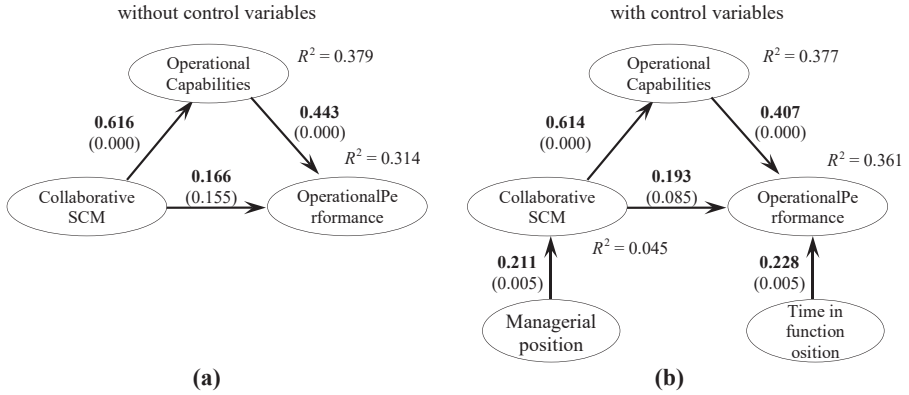 without control variables
Operational
Capabilities
R² = 0.379
0.616
(0.000)
0.443
(0.000)
R² = 0.314
Collaborative
SCM
0.166
(0.155)
OperationalPe
rformance
(a)
with control variables
Operational
Capabilities
R² = 0.377
0.614
(0.000)
0.407
(0.000)
R² = 0.361
Collaborative
SCM
0.193
(0.085)
OperationalPe
rformance
R² = 0.045
0.211
(0.005)
0.228
(0.005)
Managerial
position
Time in
function
osition
(b)